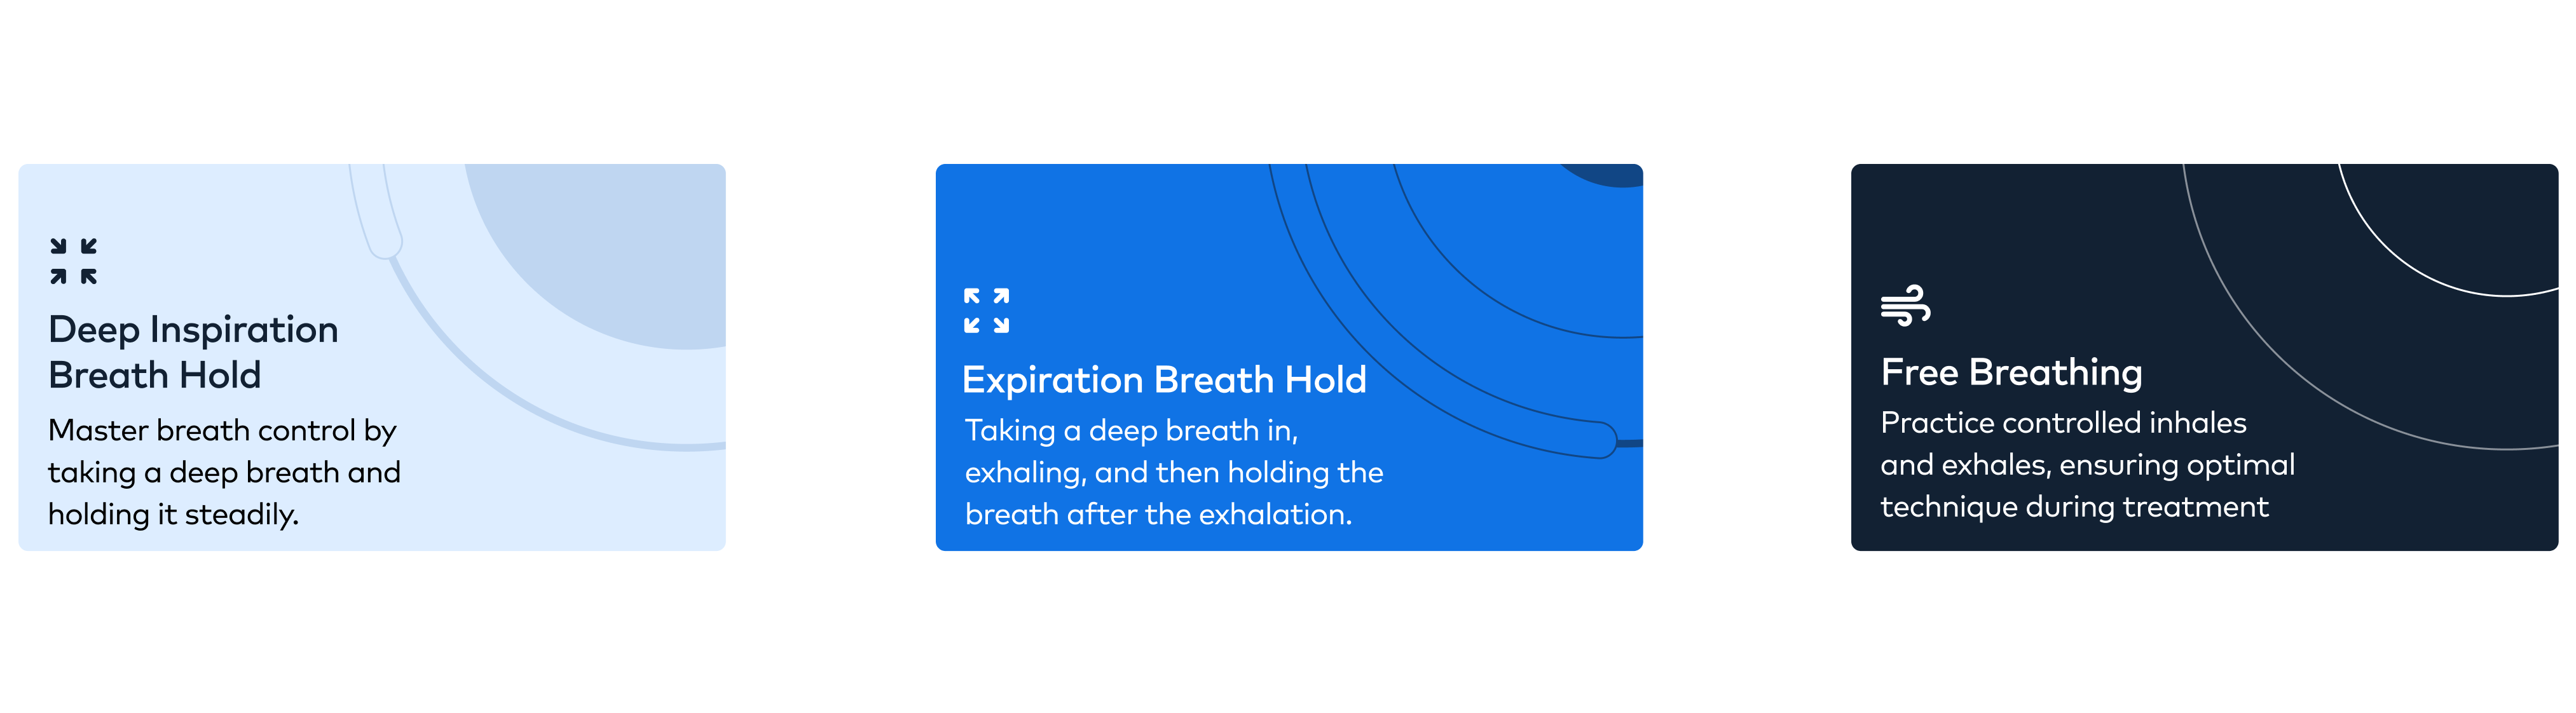 Deep Inspiration
Breath Hold
Master breath control by
taking a deep breath and
holding it steadily.
Expiration Breath Hold
Taking a deep breath in,
exhaling, and then holding the
breath after the exhalation.
Free Breathing
Practice controlled inhales
and exhales, ensuring optimal
technique during treatment